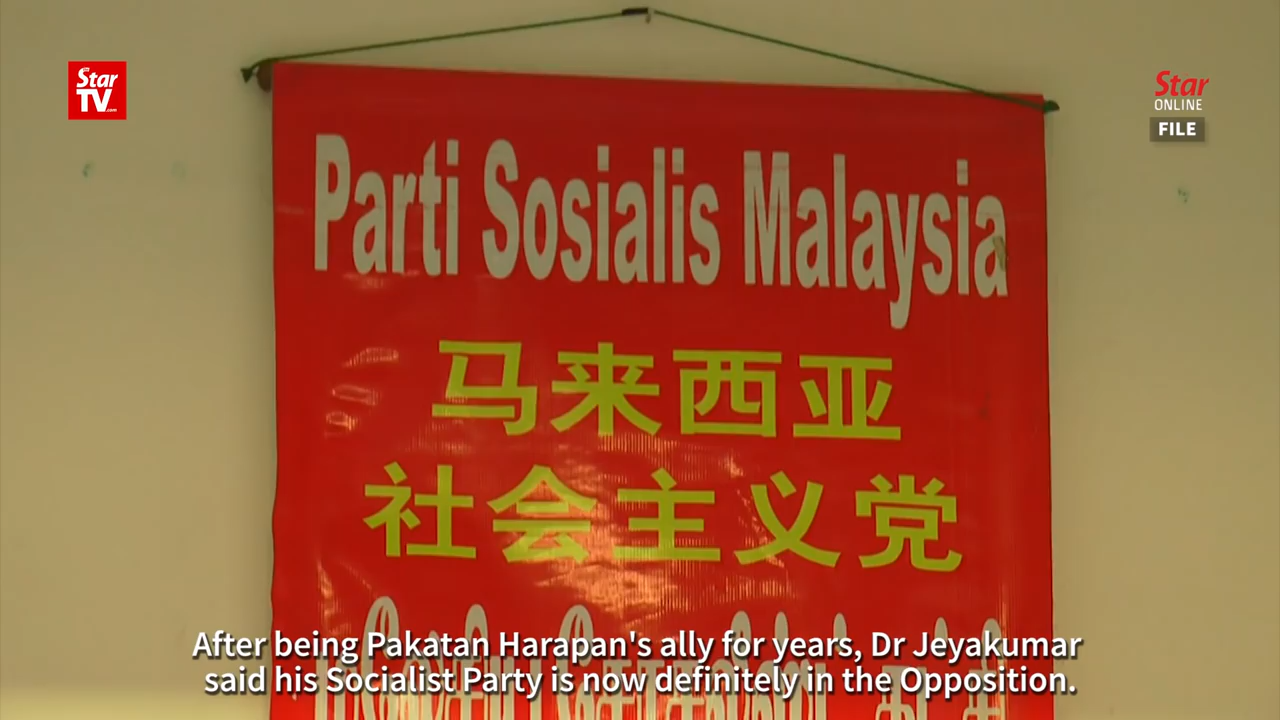 Star
TV.com
Star
ONLINE
FILE
Parti Sosialis Malaysia
马来西亚
社会主义党
After being Pakatan Harapan's ally for years, Dr Jeyakumar
said his Socialist Party is now definitely in the Opposition.